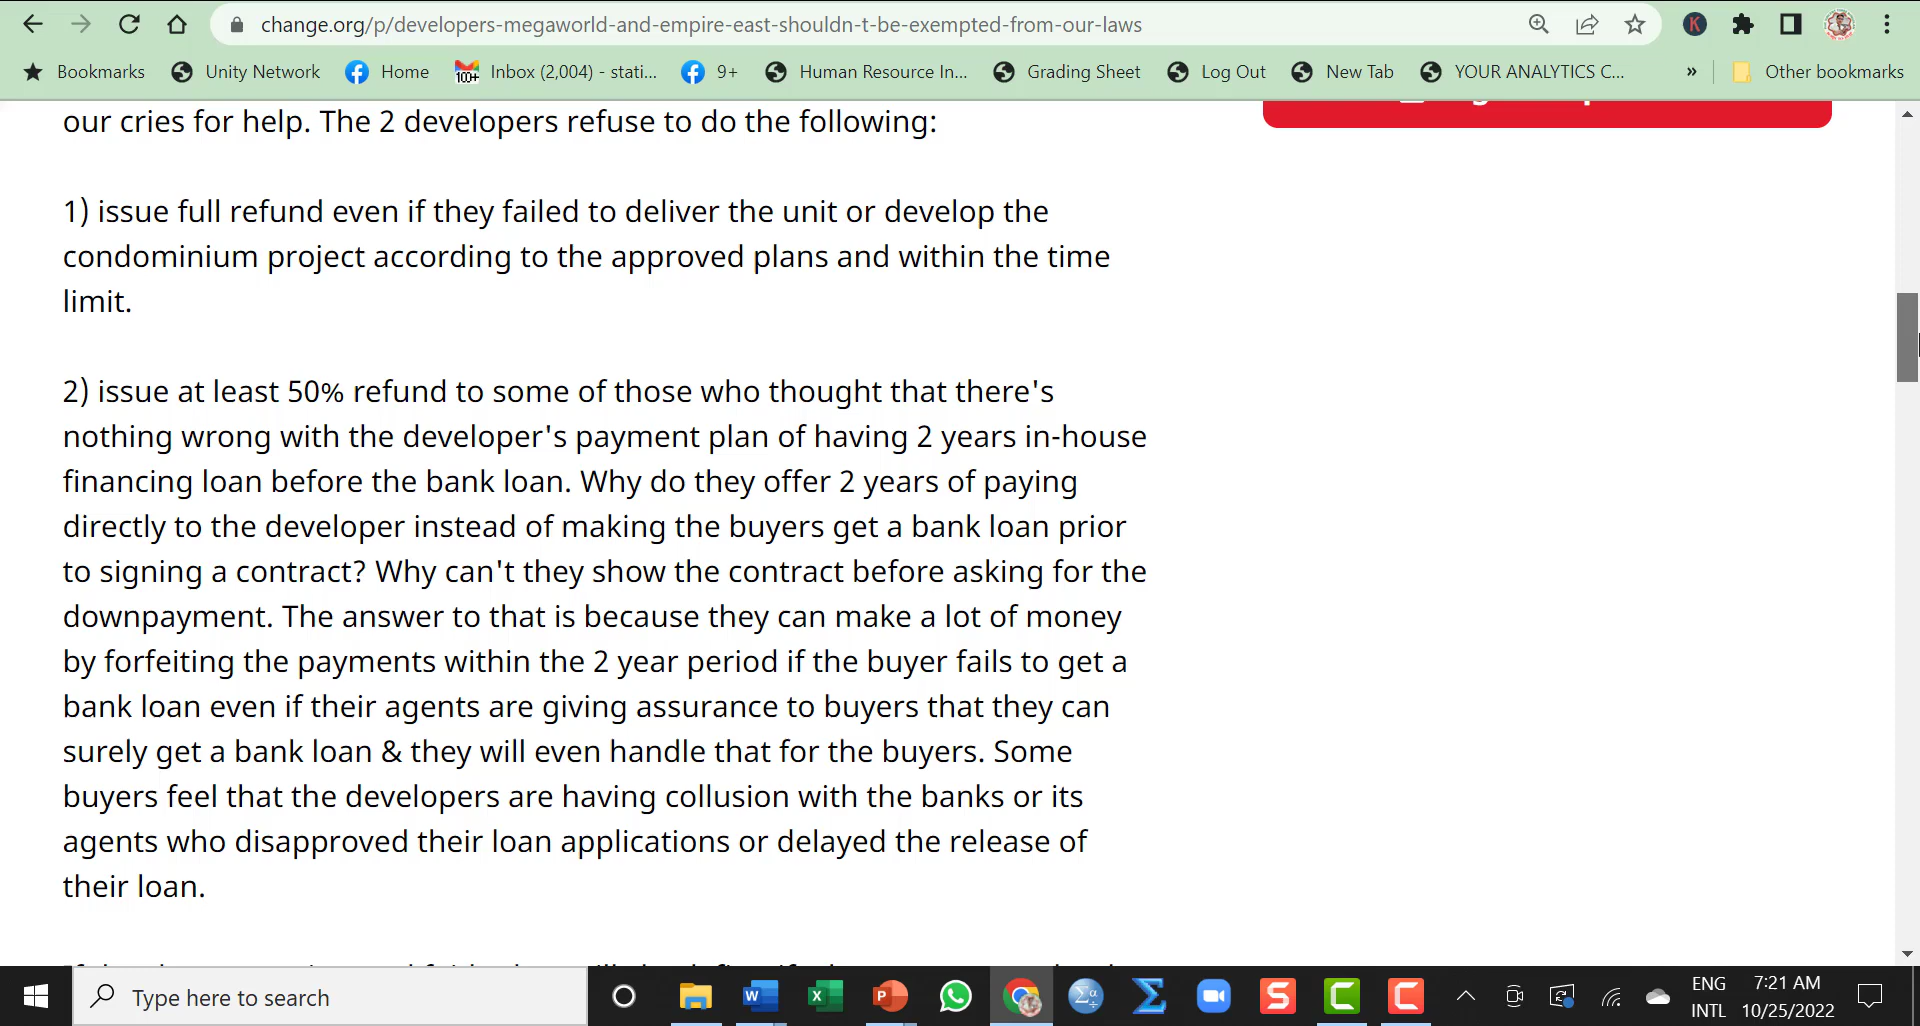 change.org/p/developers-megaworld-and-empire-east-shouldn-t-be-exempted-from-our-laws
Bookmarks Unity Network Home Inbox (2,004) - stati... 9+ Human Resource In... Grading Sheet Log Out New Tab YOUR ANALYTICS C... » Other bookmarks
our cries for help. The 2 developers refuse to do the following:
1) issue full refund even if they failed to deliver the unit or develop the
condominium project according to the approved plans and within the time
limit.
2) issue at least 50% refund to some of those who thought that there's
nothing wrong with the developer's payment plan of having 2 years in-house
financing loan before the bank loan. Why do they offer 2 years of paying
directly to the developer instead of making the buyers get a bank loan prior
to signing a contract? Why can't they show the contract before asking for the
downpayment. The answer to that is because they can make a lot of money
by forfeiting the payments within the 2 year period if the buyer fails to get a
bank loan even if their agents are giving assurance to buyers that they can
surely get a bank loan & they will even handle that for the buyers. Some
buyers feel that the developers are having collusion with the banks or its
agents who disapproved their loan applications or delayed the release of
their loan.
Type here to search
ENG 7:21 AM
INTL 10/25/2022